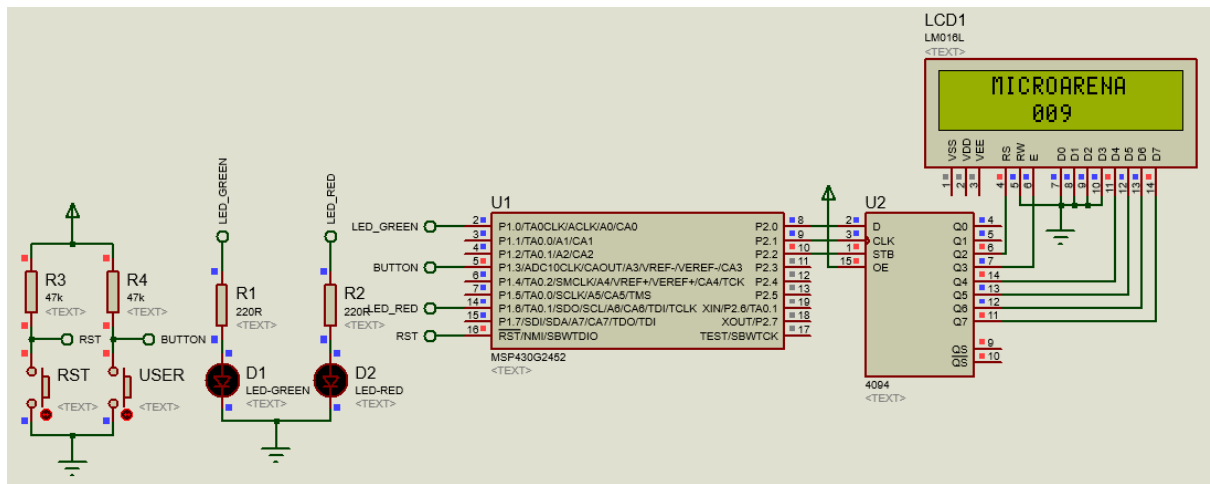 LCD1
LM016L
<TEXT>
MICROARENA
009
VSS VDD VEE RS RW E D0 D1 D2 D3 D4 D5 D6 D7
1 2 3 4 5 6 7 8 9 10 11 12 13 14
LED_GREEN
LED_RED
R3
47k
<TEXT>
R4
47k
<TEXT>
RST
BUTTON
RST
<TEXT>
USER
<TEXT>
R1
220R
<TEXT>
R2
220R
<TEXT>
D1
LED-GREEN
<TEXT>
D2
LED-RED
<TEXT>
U1
LED_GREEN 2 P1.0/TA0CLK/ACLK/A0/CA0 P2.0 8
3 P1.1/TA0.0/A1/CA1 P2.1 9
4 P1.2/TA0.1/A2/CA2 P2.2 10
BUTTON 5 P1.3/ADC10CLK/CAOUT/A3/VREF-/VEREF-/CA3 P2.3 11
6 P1.4/TA0.2/SMCLK/A4/VREF+/VEREF+/CA4/TCK P2.4 12
7 P1.5/TA0.0/SCLK/A5/CA5/TMS P2.5 13
LED_RED 14 P1.6/TA0.1/SDO/SCL/A6/CA6/TDI/TCLK XIN/P2.6/TA0.1 19
15 P1.7/SDI/SDA/A7/CA7/TDO/TDI XOUT/P2.7 18
RST 16 RST/NMI/SBWTDIO TEST/SBWTCK 17
MSP430G2452
<TEXT>
U2
2 D Q0 4
3 CLK Q1 5
1 STB Q2 6
15 OE Q3 7
Q4 14
Q5 13
Q6 12
Q7 11
QS 9
QS 10
4094
<TEXT>